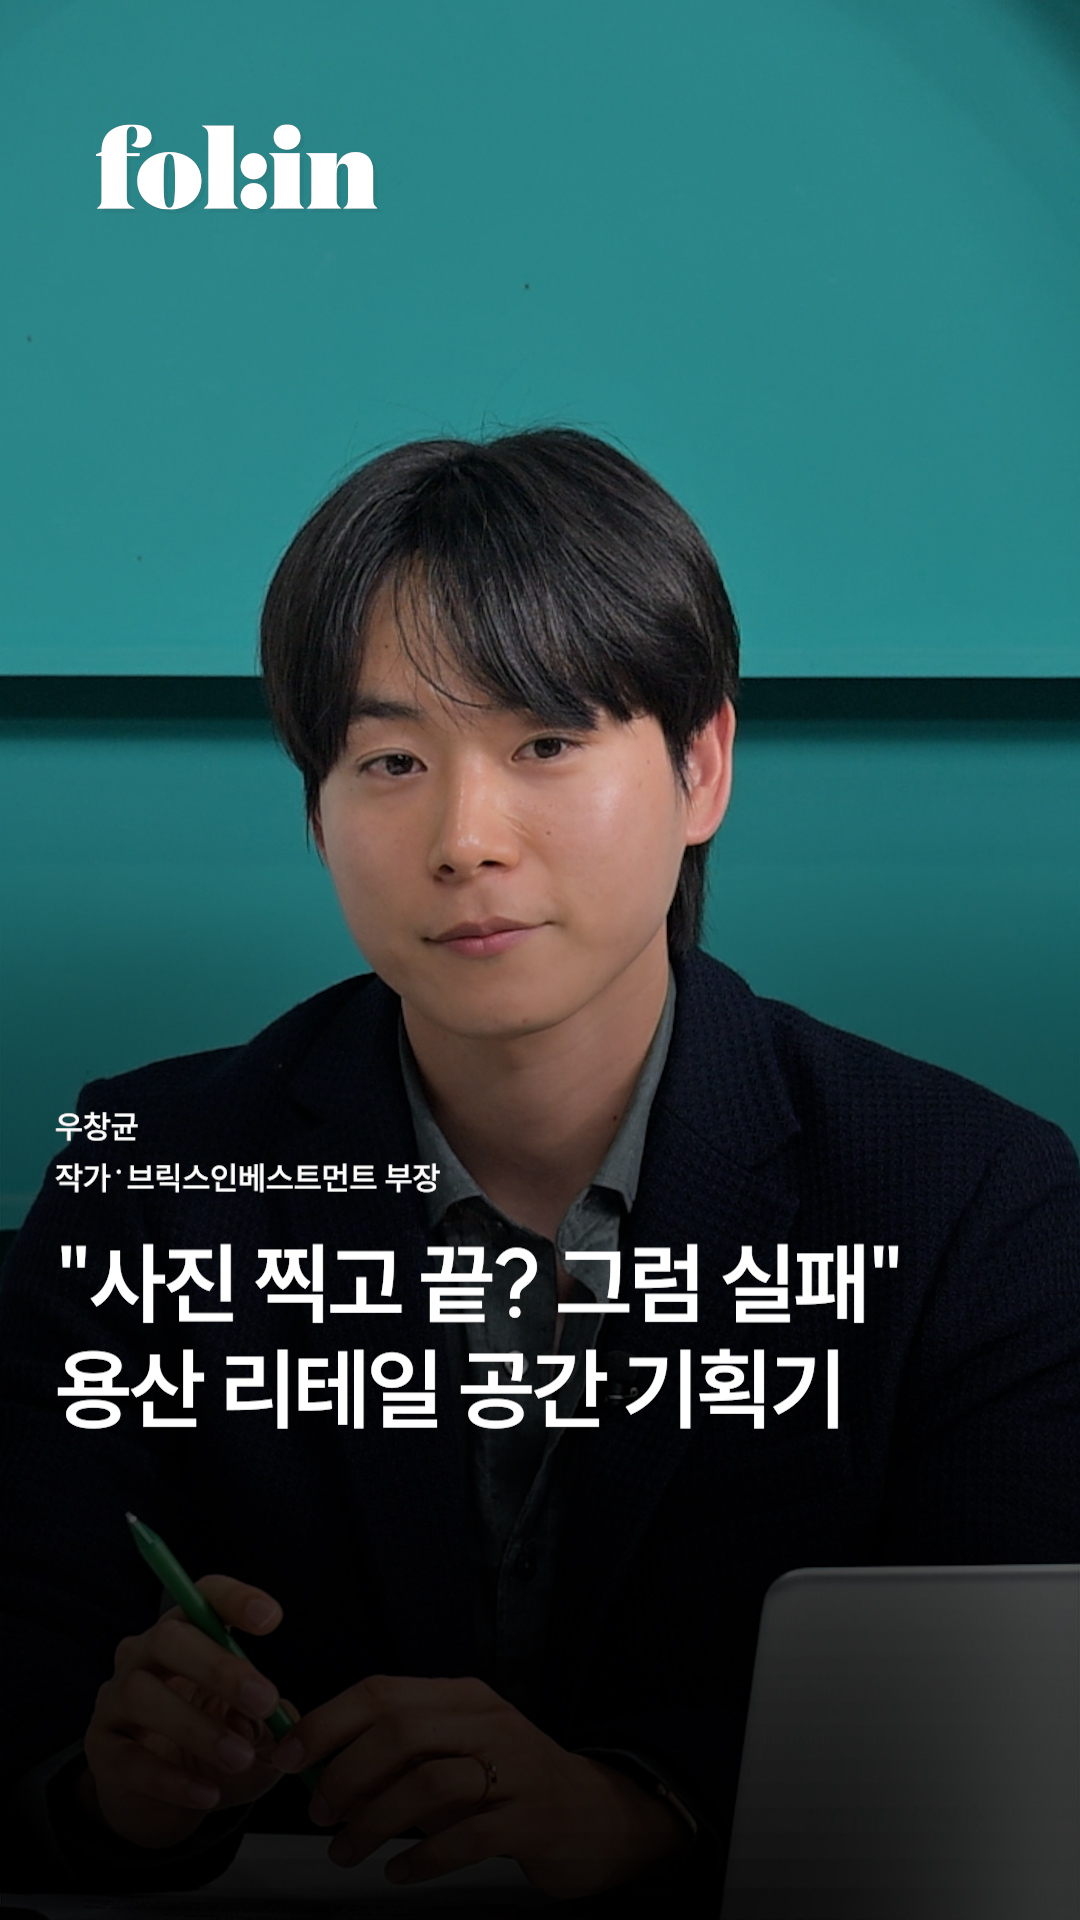 fol:in
우창균
작가·브릭스인베스트먼트 부장
"사진 찍고 끝? 그럼 실패"
용산 리테일 공간 기획기